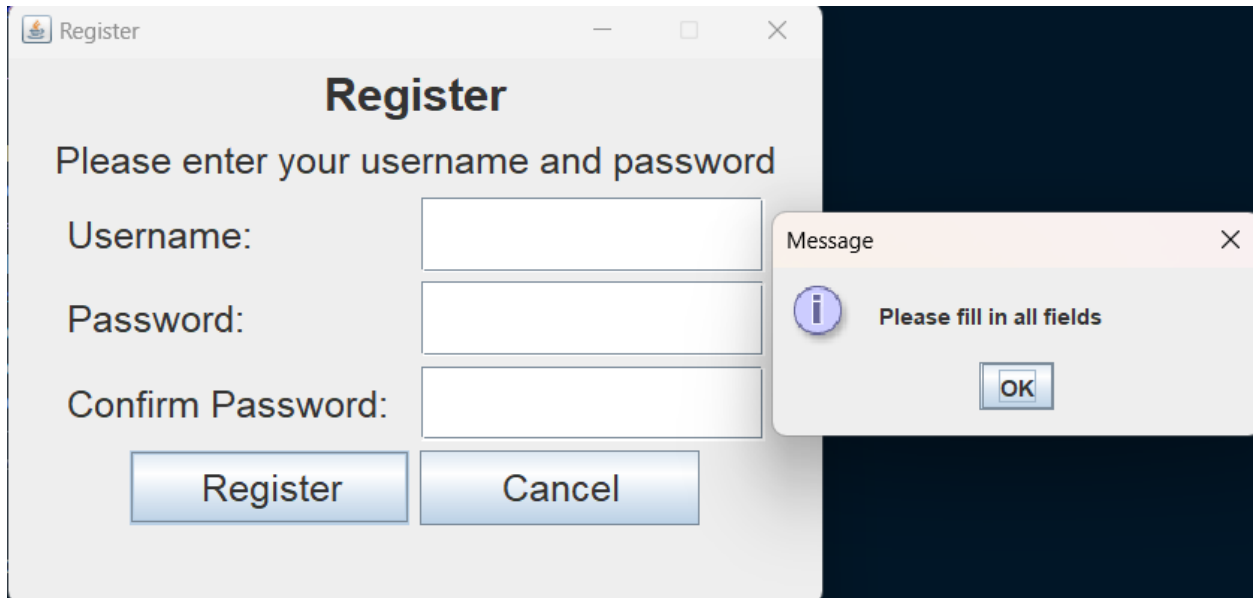 Register
Register
Please enter your username and password
Username:
Password:
Confirm Password:
Register Cancel
Message
Please fill in all fields
OK